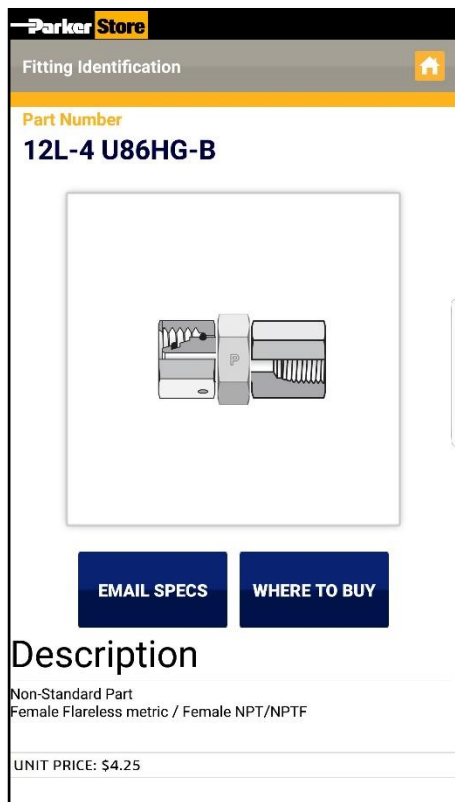 Parker Store
Fitting Identification
Part Number
12L-4 U86HG-B
EMAIL SPECS
WHERE TO BUY
Description
Non-Standard Part
Female Flareless metric / Female NPT/NPTF
UNIT PRICE: $4.25